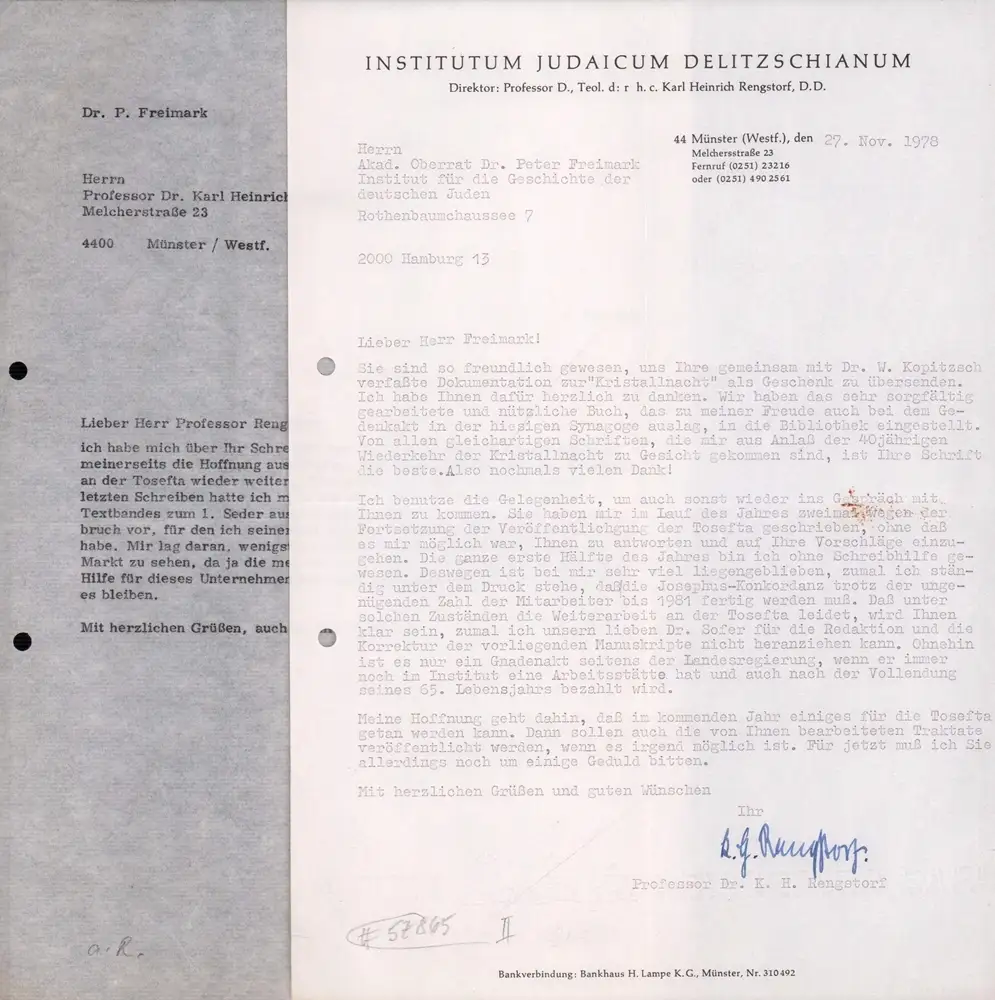 Dr. P. Freimark
Herrn
Professor Dr. Karl Heinrich
Melcherstraße 23
4400 Münster / Westf.
Lieber Herr Professor Reng
ich habe mich über Ihr Schre
meinerseits die Hoffnung aus
an der Tosefta wieder weiter
letzten Schreiben hatte ich m
Textbandes zum 1. Seder aus
bruch vor, für den ich seiner
habe. Mir lag daran, wenigs
Markt zu sehen, da ja die me
Hilfe für dieses Unternehmen
es bleiben.
Mit herzlichen Grüßen, auch
a. R.
INSTITUTUM JUDAICUM DELITZSCHIANUM
Direktor: Professor D., Teol. d: r h. c. Karl Heinrich Rengstorf, D.D.
44 Münster (Westf.), den 27. Nov. 1978
Melchersstraße 23
Fernruf (0251) 23216
oder (0251) 490 2561
Herrn
Akad. Oberrat Dr. Peter Freimark
Institut für die Geschichte der
deutschen Juden
Rothenbaumchaussee 7
2000 Hamburg 13
Lieber Herr Freimark!
Sie sind so freundlich gewesen, uns Ihre gemeinsam mit Dr. W. Kopitzsch
verfaßte Dokumentation zur"Kristallnacht" als Geschenk zu übersenden.
Ich habe Ihnen dafür herzlich zu danken. Wir haben das sehr sorgfältig
gearbeitete und nützliche Buch, das zu meiner Freude auch bei dem Ge-
denkakt in der hiesigen Synagoge auslag, in die Bibliothek eingestellt.
Von allen gleichartigen Schriften, die mir aus Anlaß der 40jährigen
Wiederkehr der Kristallnacht zu Gesicht gekommen sind, ist Ihre Schrift
die beste.Also nochmals vielen Dank!
Ich benutze die Gelegenheit, um auch sonst wieder ins Gespräch mit
Ihnen zu kommen. Sie haben mir im Lauf des Jahres zweimal wegen der
Fortsetzung der Veröffentlichgung der Tosefta geschrieben, ohne daß
es mir möglich war, Ihnen zu antworten und auf Ihre Vorschläge einzu-
gehen. Die ganze erste Hälfte des Jahres bin ich ohne Schreibhilfe ge-
wesen. Deswegen ist bei mir sehr viel liegengeblieben, zumal ich stän-
dig unter dem Druck stehe, daß die Josephus-Konkordanz trotz der unge-
nügenden Zahl der Mitarbeiter bis 1981 fertig werden muß. Daß unter
solchen Zuständen die Weiterarbeit an der Tosefta leidet, wird Ihnen
klar sein, zumal ich unsern lieben Dr. Sofer für die Redaktion und die
Korrektur der vorliegenden Manuskripte nicht heranziehen kann. Ohnehin
ist es nur ein Gnadenakt seitens der Landesregierung, wenn er immer
noch im Institut eine Arbeitsstätte hat und auch nach der Vollendung
seines 65. Lebensjahrs bezahlt wird.
Meine Hoffnung geht dahin, daß im kommenden Jahr einiges für die Tosefta
getan werden kann. Dann sollen auch die von Ihnen bearbeiteten Traktate
veröffentlicht werden, wenn es irgend möglich ist. Für jetzt muß ich Sie
allerdings noch um einige Geduld bitten.
Mit herzlichen Grüßen und guten Wünschen
Ihr
K. H. Rengstorf.
Professor Dr. K. H. Rengstorf
# 57865 II
Bankverbindung: Bankhaus H. Lampe K.G., Münster, Nr. 310492